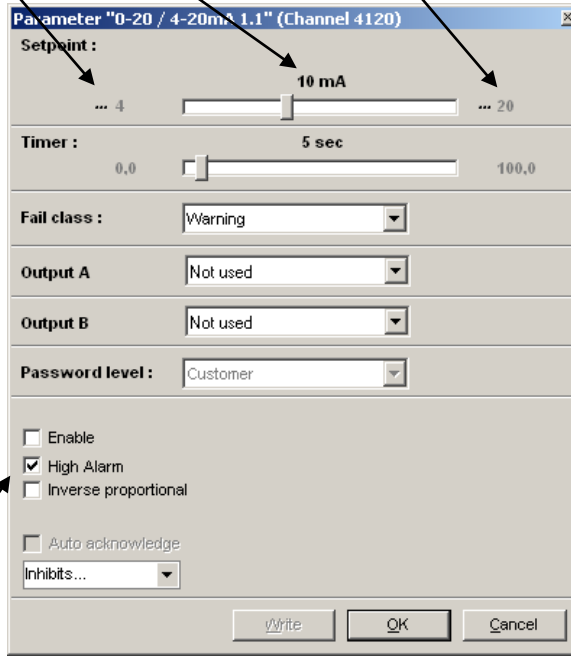 Parameter "0-20 / 4-20mA 1.1" (Channel 4120)
Setpoint :
10 mA
... 4
... 20
Timer :
5 sec
0,0
100,0
Fail class :
Warning
Output A
Not used
Output B
Not used
Password level :
Customer
Enable
High Alarm
Inverse proportional
Auto acknowledge
Inhibits...
Write
OK
Cancel